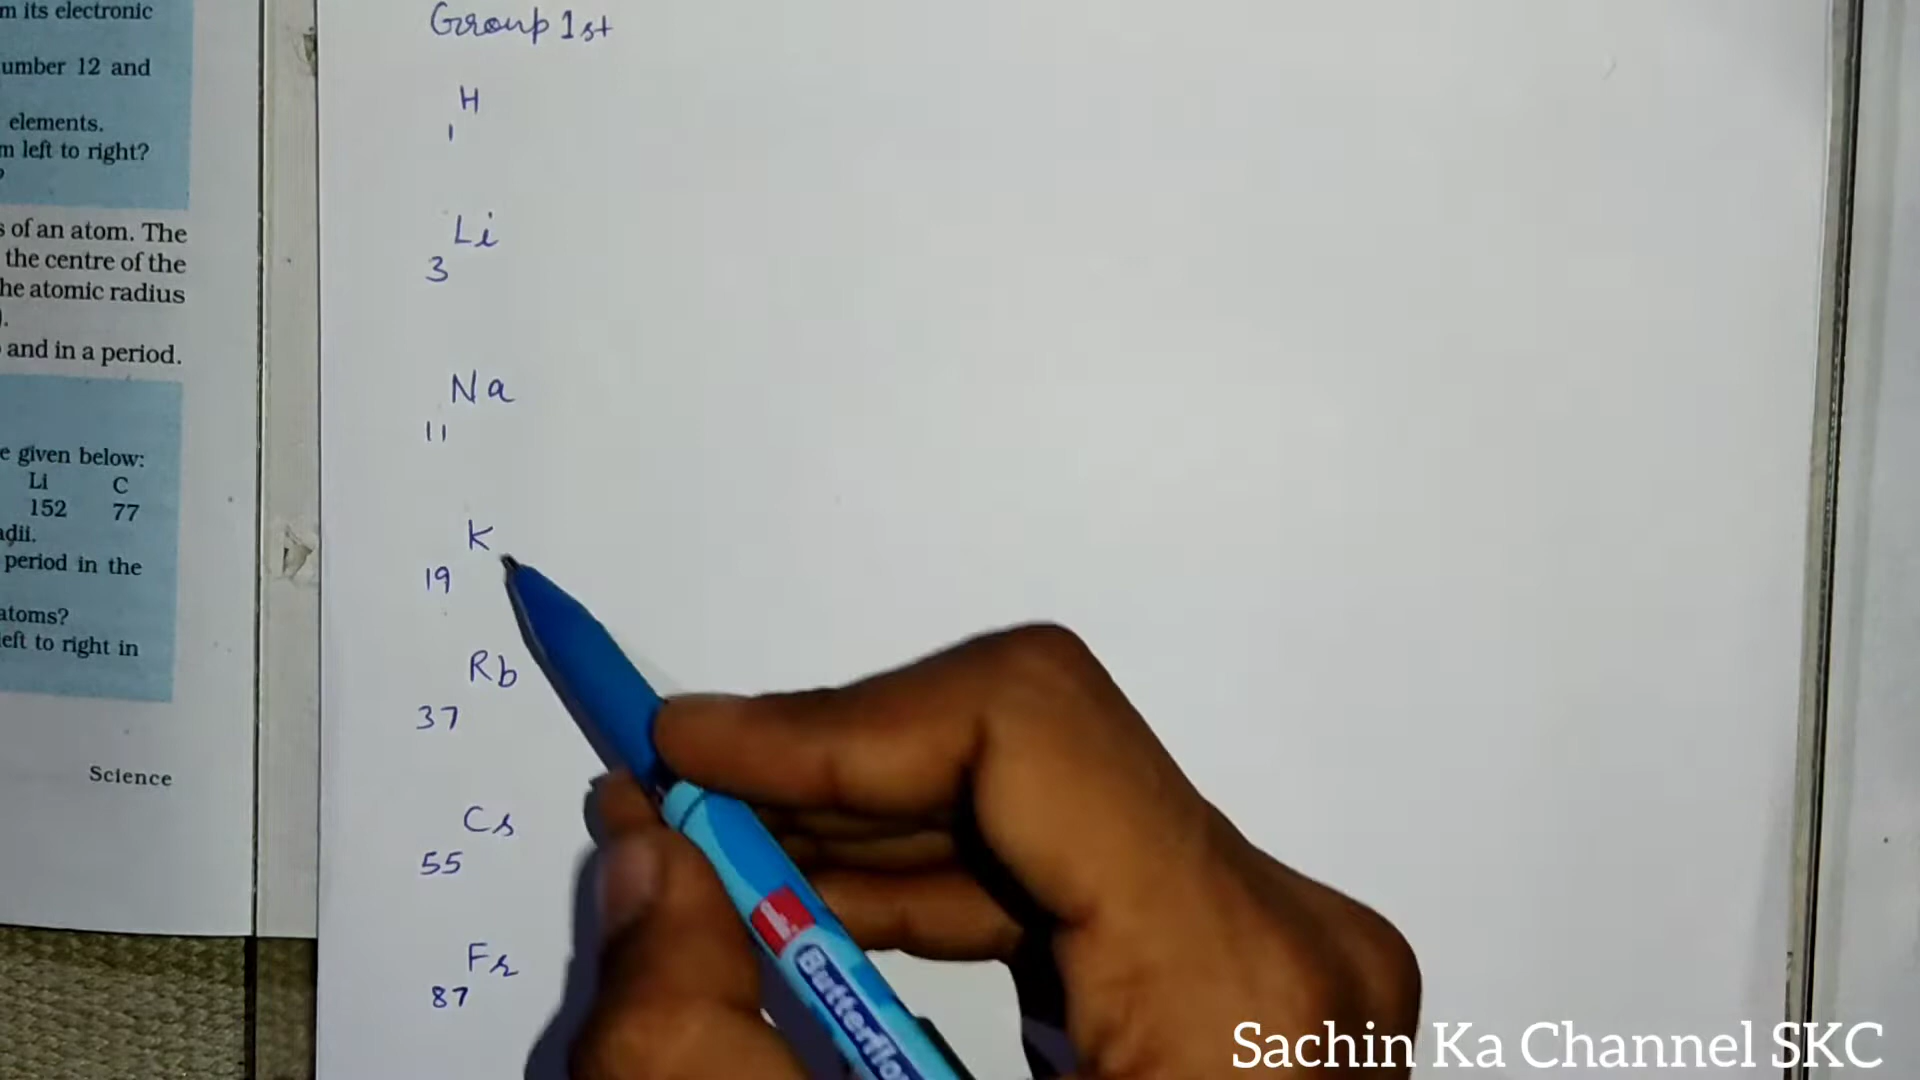 m its electronic
umber 12 and
elements.
m left to right?
?
s of an atom. The
the centre of the
he atomic radius
).
and in a period.
e given below:
Li C
152 77
adii.
period in the
atoms?
left to right in
Science
Group 1st
H
1
Li
3
Na
11
K
19
Rb
37
Cs
55
Fr
87
Butterflo
Sachin Ka Channel SKC